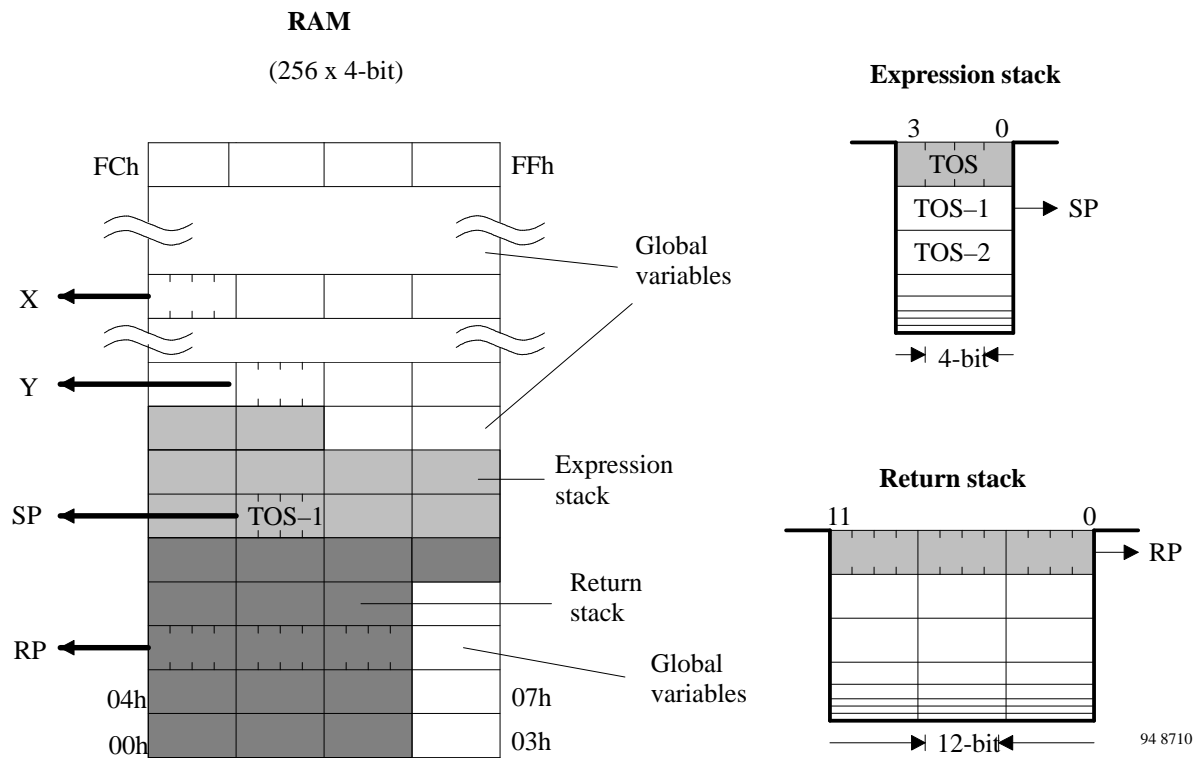 RAM
(256 x 4-bit)
FCh
FFh
X
Y
SP
TOS–1
RP
04h
07h
00h
03h
Global
variables
Expression
stack
Return
stack
Global
variables
Expression stack
3 0
TOS
TOS–1
SP
TOS–2
4-bit
Return stack
11 0
RP
12-bit
94 8710